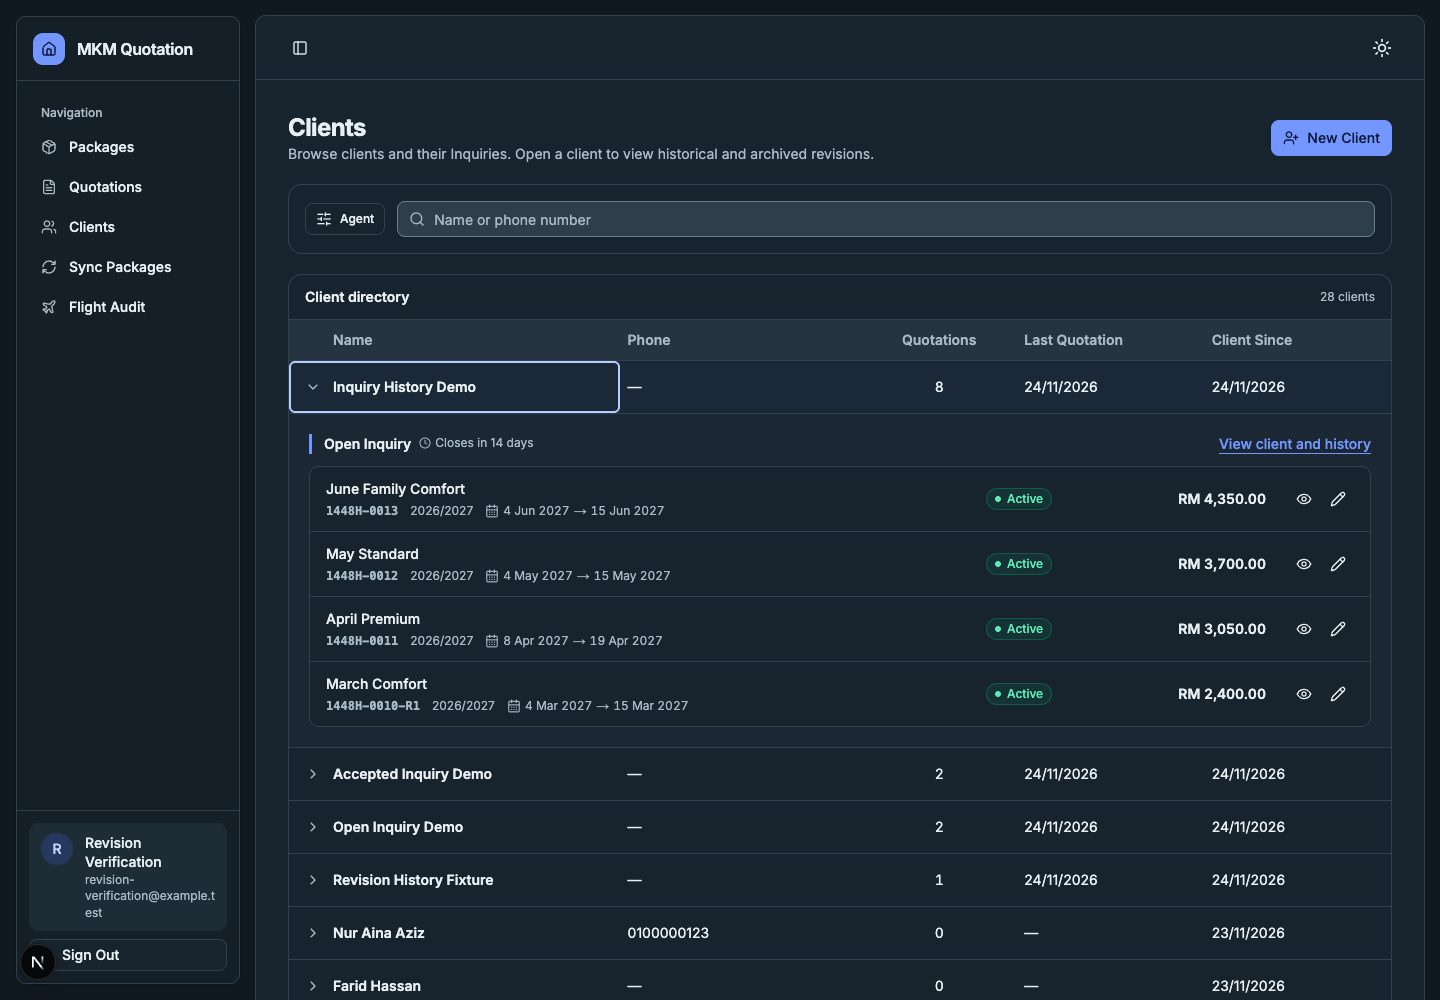 MKM Quotation
Navigation
Packages
Quotations
Clients
Sync Packages
Flight Audit
R
Revision Verification
revision-verification@example.test
N
Sign Out
Clients
Browse clients and their Inquiries. Open a client to view historical and archived revisions.
New Client
Agent
Name or phone number
Client directory
28 clients
Name Phone Quotations Last Quotation Client Since
Inquiry History Demo — 8 24/11/2026 24/11/2026
Open Inquiry Closes in 14 days View client and history
June Family Comfort
1448H-0013 2026/2027 4 Jun 2027 → 15 Jun 2027 Active RM 4,350.00
May Standard
1448H-0012 2026/2027 4 May 2027 → 15 May 2027 Active RM 3,700.00
April Premium
1448H-0011 2026/2027 8 Apr 2027 → 19 Apr 2027 Active RM 3,050.00
March Comfort
1448H-0010-R1 2026/2027 4 Mar 2027 → 15 Mar 2027 Active RM 2,400.00
Accepted Inquiry Demo — 2 24/11/2026 24/11/2026
Open Inquiry Demo — 2 24/11/2026 24/11/2026
Revision History Fixture — 1 24/11/2026 24/11/2026
Nur Aina Aziz 0100000123 0 — 23/11/2026
Farid Hassan — 0 — 23/11/2026